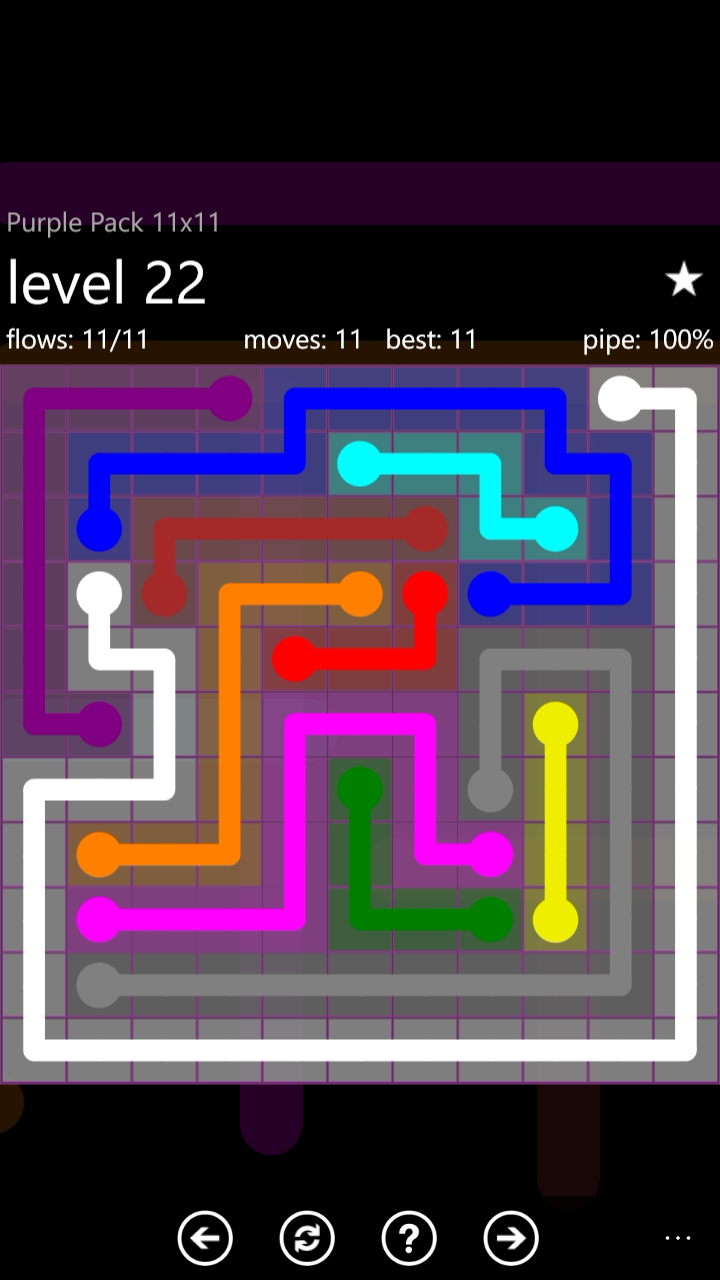 Purple Pack 11x11
level 22
flows: 11/11 moves: 11 best: 11 pipe: 100%
?
...